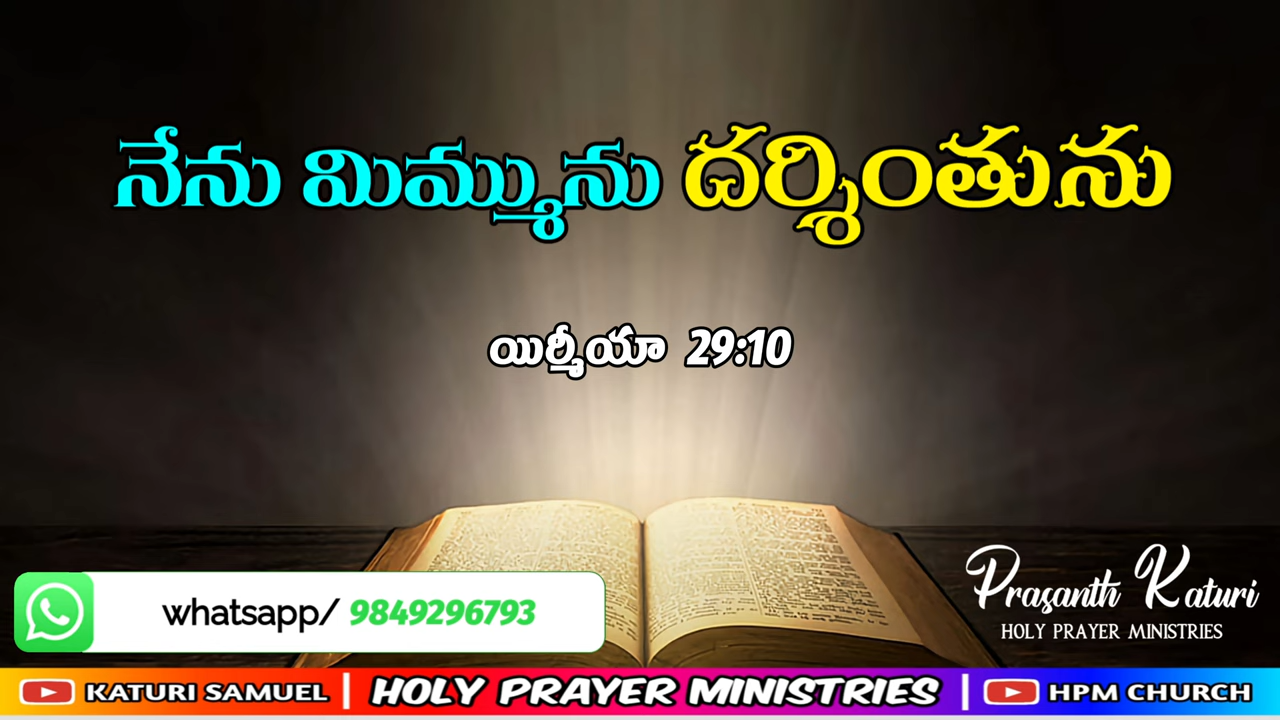 నేను మిమ్మును దర్శింతును
యిర్మీయా 29:10
whatsapp/ 9849296793
Prasanth Katuri
HOLY PRAYER MINISTRIES
KATURI SAMUEL | HOLY PRAYER MINISTRIES | HPM CHURCH